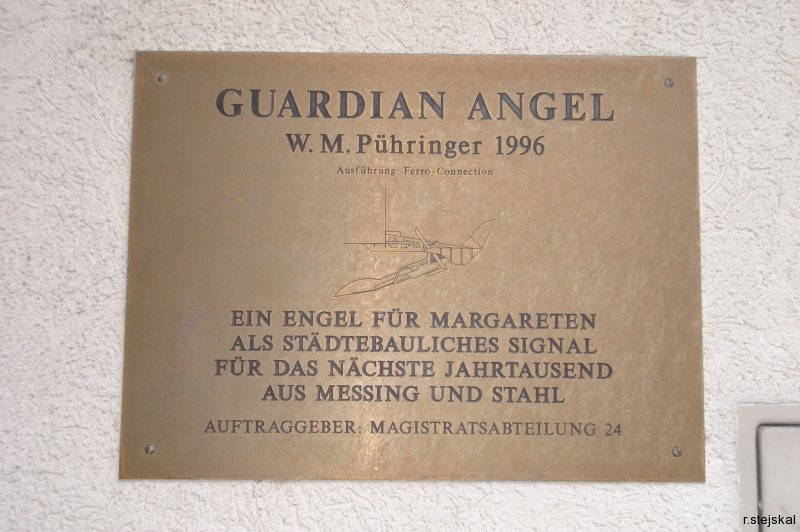 GUARDIAN ANGEL
W. M. Pühringer 1996
Ausführung: Ferro-Connection
EIN ENGEL FÜR MARGARETEN
ALS STÄDTEBAULICHES SIGNAL
FÜR DAS NÄCHSTE JAHRTAUSEND
AUS MESSING UND STAHL
AUFTRAGGEBER: MAGISTRATSABTEILUNG 24
r.stejskal